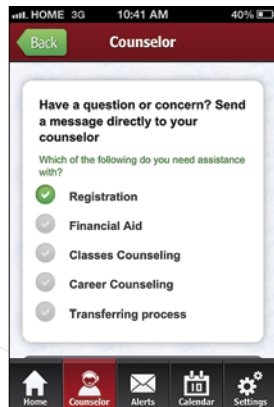 HOME 3G 10:41 AM 40%
Back Counselor
Have a question or concern? Send
a message directly to your
counselor
Which of the following do you need assistance
with?
Registration
Financial Aid
Classes Counseling
Career Counseling
Transferring process
10
Home Counselor Alerts Calendar Settings